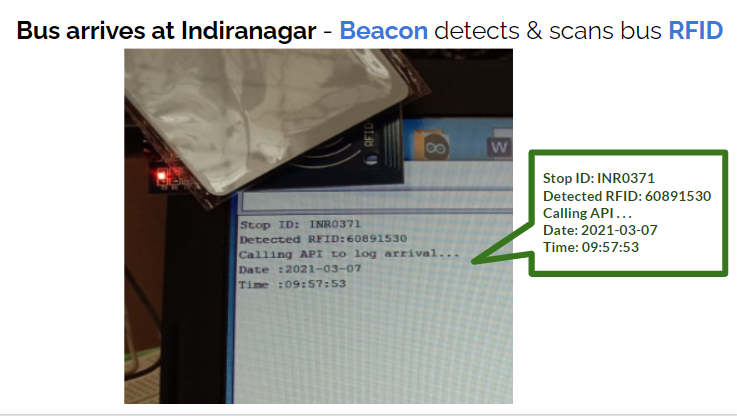 Bus arrives at Indiranagar - Beacon detects & scans bus RFID
RFID
W
Stop ID: INR0371
Detected RFID:60891530
Calling API to log arrival...
Date :2021-03-07
Time :09:57:53
Stop ID: INR0371
Detected RFID: 60891530
Calling API . . .
Date: 2021-03-07
Time: 09:57:53